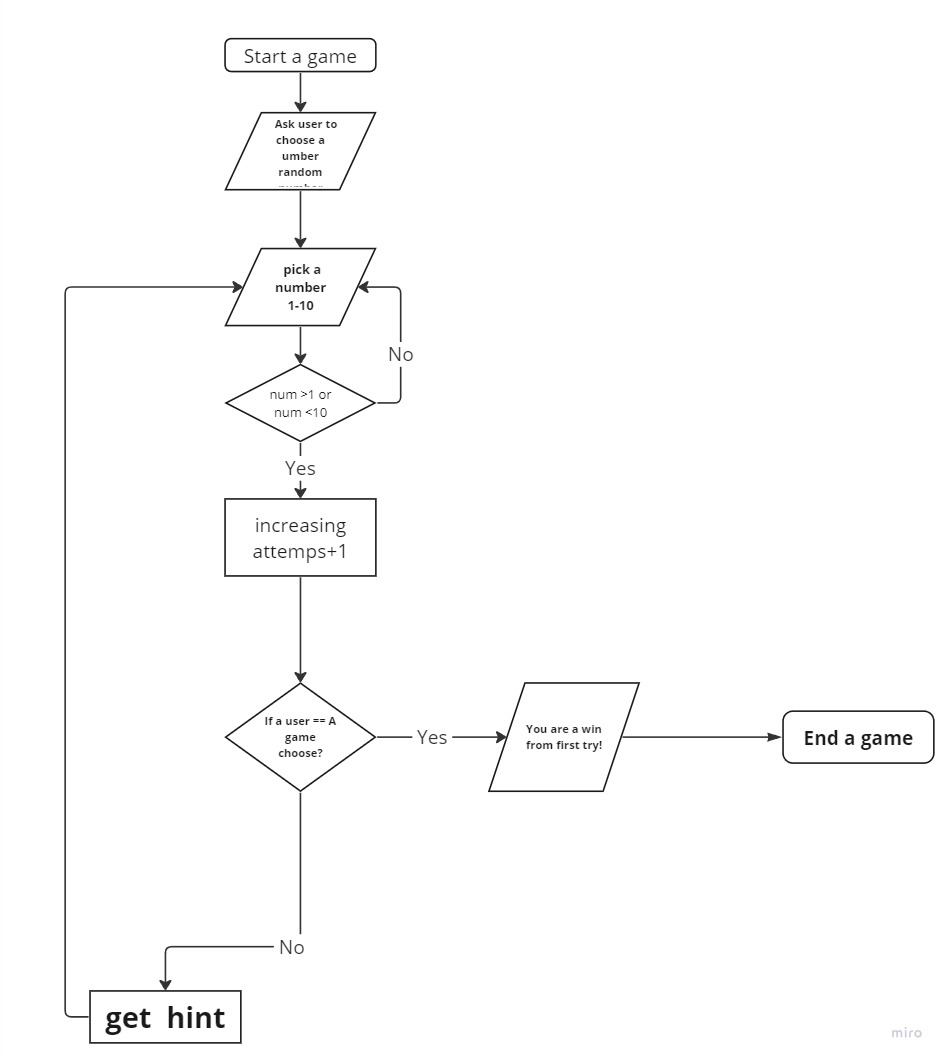 Start a game
Ask user to
choose a
umber
random
pick a
number
1-10
No
num >1 or
num <10
Yes
increasing
attemps+1
If a user == A
game
choose?
Yes
You are a win
from first try!
End a game
No
get hint
miro